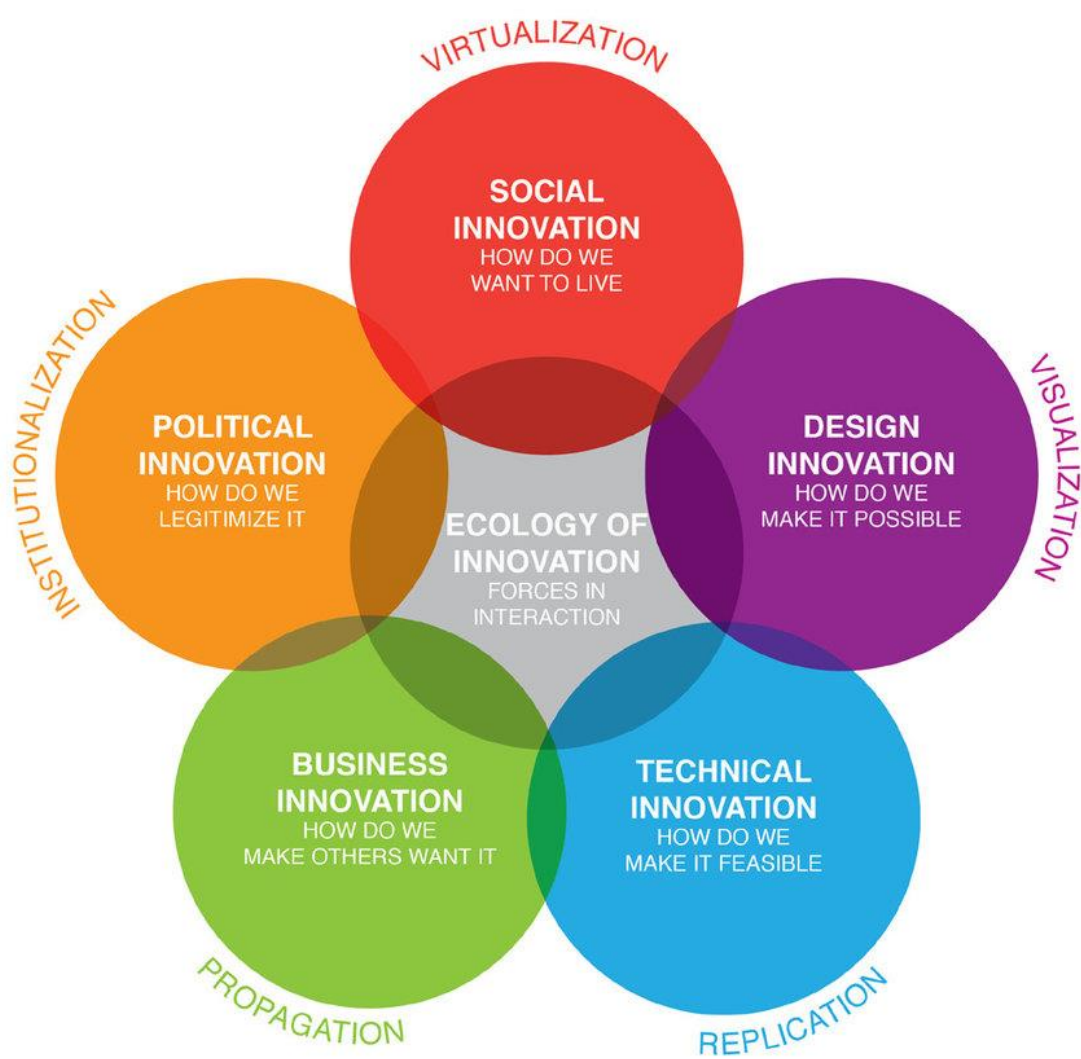 VIRTUALIZATION
SOCIAL
INNOVATION
HOW DO WE
WANT TO LIVE
INSTITUTIONALIZATION
POLITICAL
INNOVATION
HOW DO WE
LEGITIMIZE IT
DESIGN
INNOVATION
HOW DO WE
MAKE IT POSSIBLE
VISUALIZATION
ECOLOGY OF
INNOVATION
FORCES IN
INTERACTION
BUSINESS
INNOVATION
HOW DO WE
MAKE OTHERS WANT IT
TECHNICAL
INNOVATION
HOW DO WE
MAKE IT FEASIBLE
PROPAGATION
REPLICATION